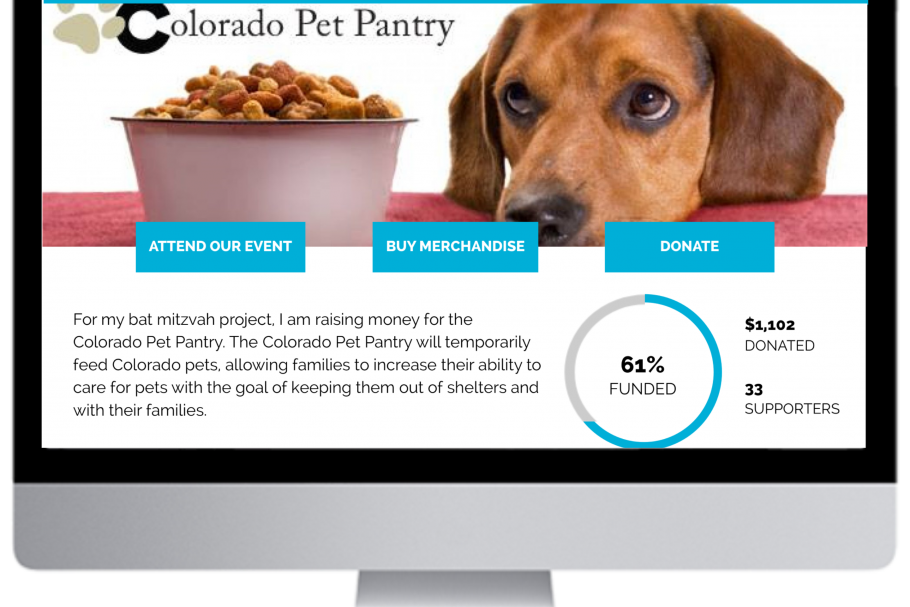 Colorado Pet Pantry
ATTEND OUR EVENT
BUY MERCHANDISE
DONATE
For my bat mitzvah project, I am raising money for the
Colorado Pet Pantry. The Colorado Pet Pantry will temporarily
feed Colorado pets, allowing families to increase their ability to
care for pets with the goal of keeping them out of shelters and
with their families.
61%
FUNDED
$1,102
DONATED
33
SUPPORTERS